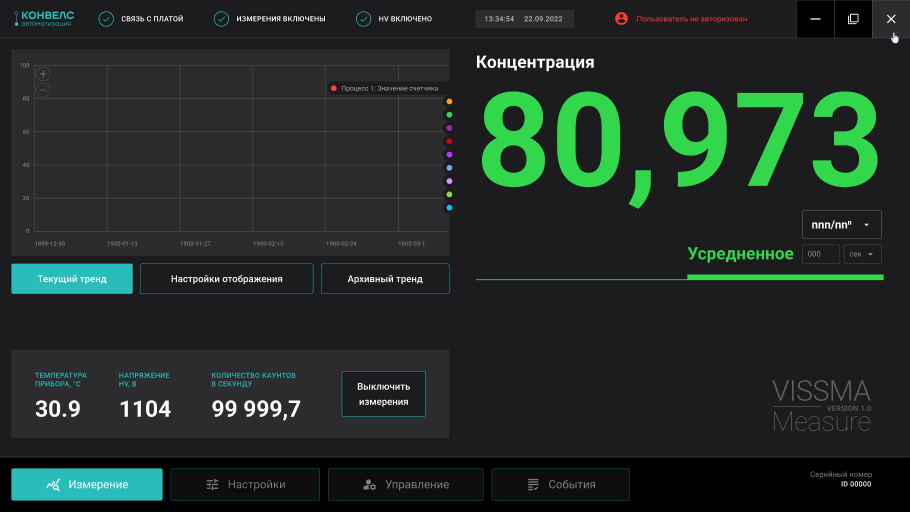 КОНВЕЛС
автоматизация
СВЯЗЬ С ПЛАТОЙ
ИЗМЕРЕНИЯ ВКЛЮЧЕНЫ
HV ВКЛЮЧЕНО
13:34:54 22.09.2022
Пользователь не авторизован
100
80
60
40
20
0
Процесс 1: Значение счетчика
1899-12-30 1900-01-13 1900-01-27 1900-02-10 1900-02-24 1900-03-1
Текущий тренд
Настройки отображения
Архивный тренд
Концентрация
80,973
nnn/nnⁿ
Усредненное
000
сек
ТЕМПЕРАТУРА
ПРИБОРА, °C
30.9
НАПРЯЖЕНИЕ
HV, В
1104
КОЛИЧЕСТВО КАУНТОВ
В СЕКУНДУ
99 999,7
Выключить
измерения
VISSMA
VERSION 1.0
Measure
Измерение
Настройки
Управление
События
Серийный номер
ID 00000